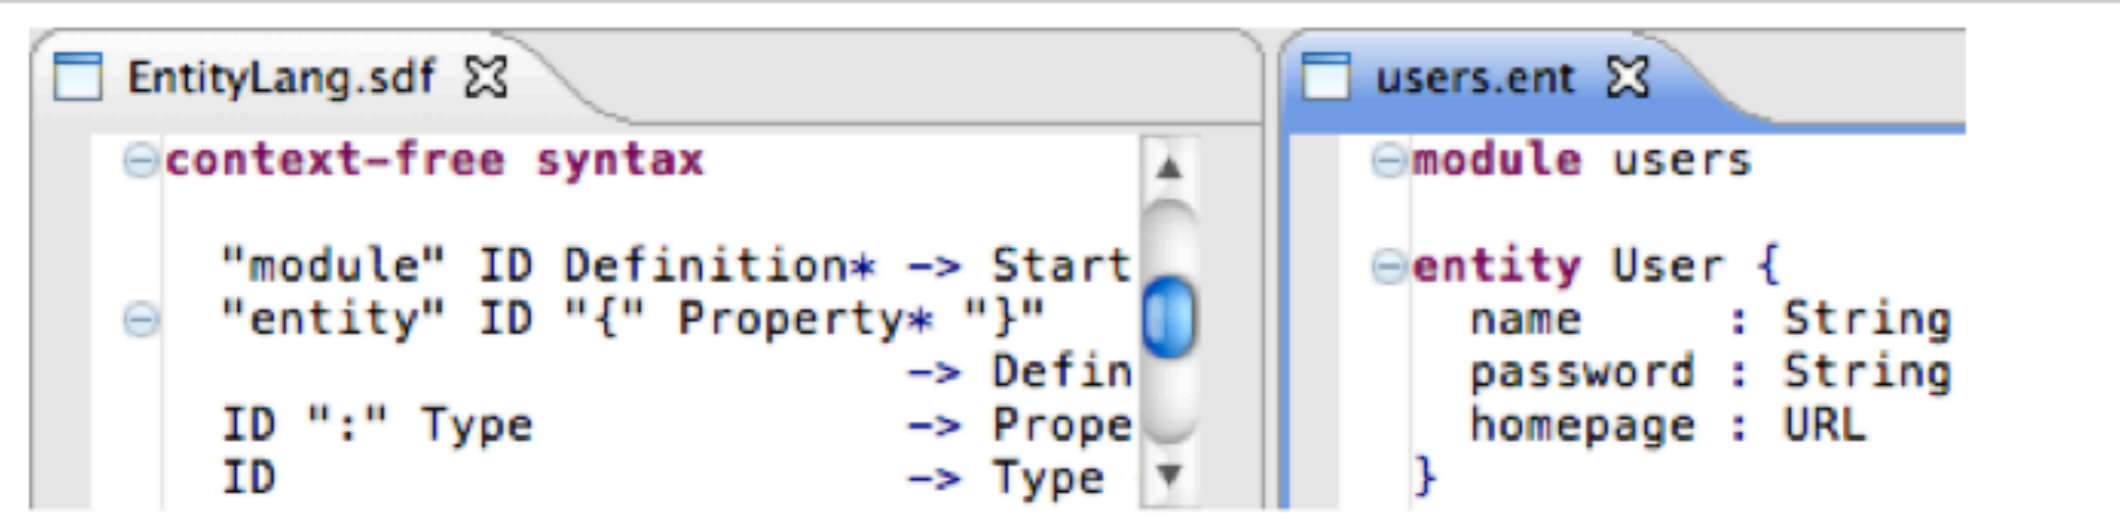 EntityLang.sdf
context-free syntax
"module" ID Definition* -> Start
"entity" ID "{" Property* "}"
-> Defin
ID ":" Type -> Prope
ID -> Type
users.ent
module users
entity User {
name : String
password : String
homepage : URL
}